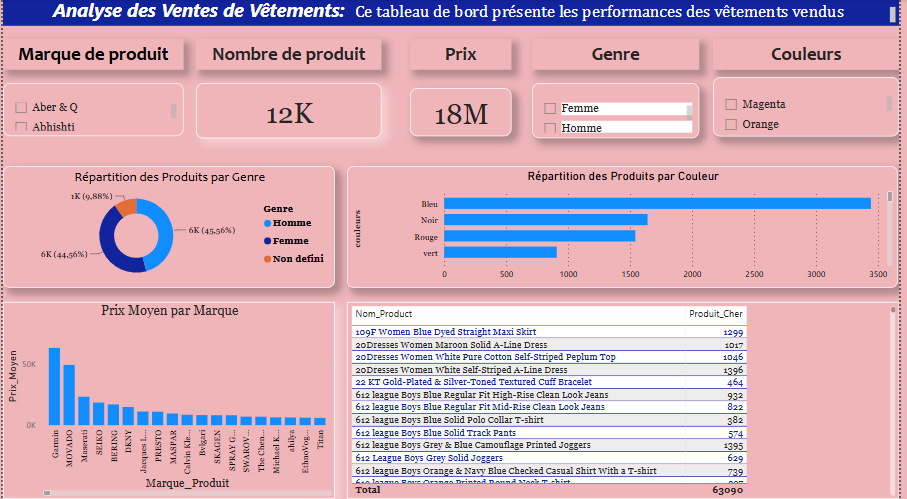 Analyse des Ventes de Vêtements: Ce tableau de bord présente les performances des vêtements vendus
Marque de produit
Nombre de produit
Prix
Genre
Couleurs
Aber & Q
Abhishti
12K
18M
Femme
Homme
Magenta
Orange
Répartition des Produits par Genre
1K (9,88%)
6K (45,56%)
6K (44,56%)
Genre
Homme
Femme
Non defini
Répartition des Produits par Couleur
couleurs
Bleu
Noir
Rouge
vert
0 500 1000 1500 2000 2500 3000 3500
Prix Moyen par Marque
Prix_Moyen
50K
0K
Garmin
MOVADO
Maserati
SEIKO
BERING
DKNY
Jacques L...
PRESTO
MASPAR
Calvin Kle...
Bvlgari
SKAGEN
SPRAY G...
SWAROV...
The Chen...
Michael K...
ahilya
EthnoVog...
Titan
Marque_Produit
Nom_Product Produit_Cher
109F Women Blue Dyed Straight Maxi Skirt 1299
20Dresses Women Maroon Solid A-Line Dress 1017
20Dresses Women White Pure Cotton Self-Striped Peplum Top 1046
20Dresses Women White Self-Striped A-Line Dress 1396
22 KT Gold-Plated & Silver-Toned Textured Cuff Bracelet 464
612 league Boys Blue Regular Fit High-Rise Clean Look Jeans 932
612 league Boys Blue Regular Fit Mid-Rise Clean Look Jeans 822
612 league Boys Blue Solid Polo Collar T-shirt 382
612 league Boys Blue Solid Track Pants 574
612 league Boys Grey & Blue Camouflage Printed Joggers 1395
612 League Boys Grey Solid Joggers 629
612 league Boys Orange & Navy Blue Checked Casual Shirt With a T-shirt 739
Total 63090